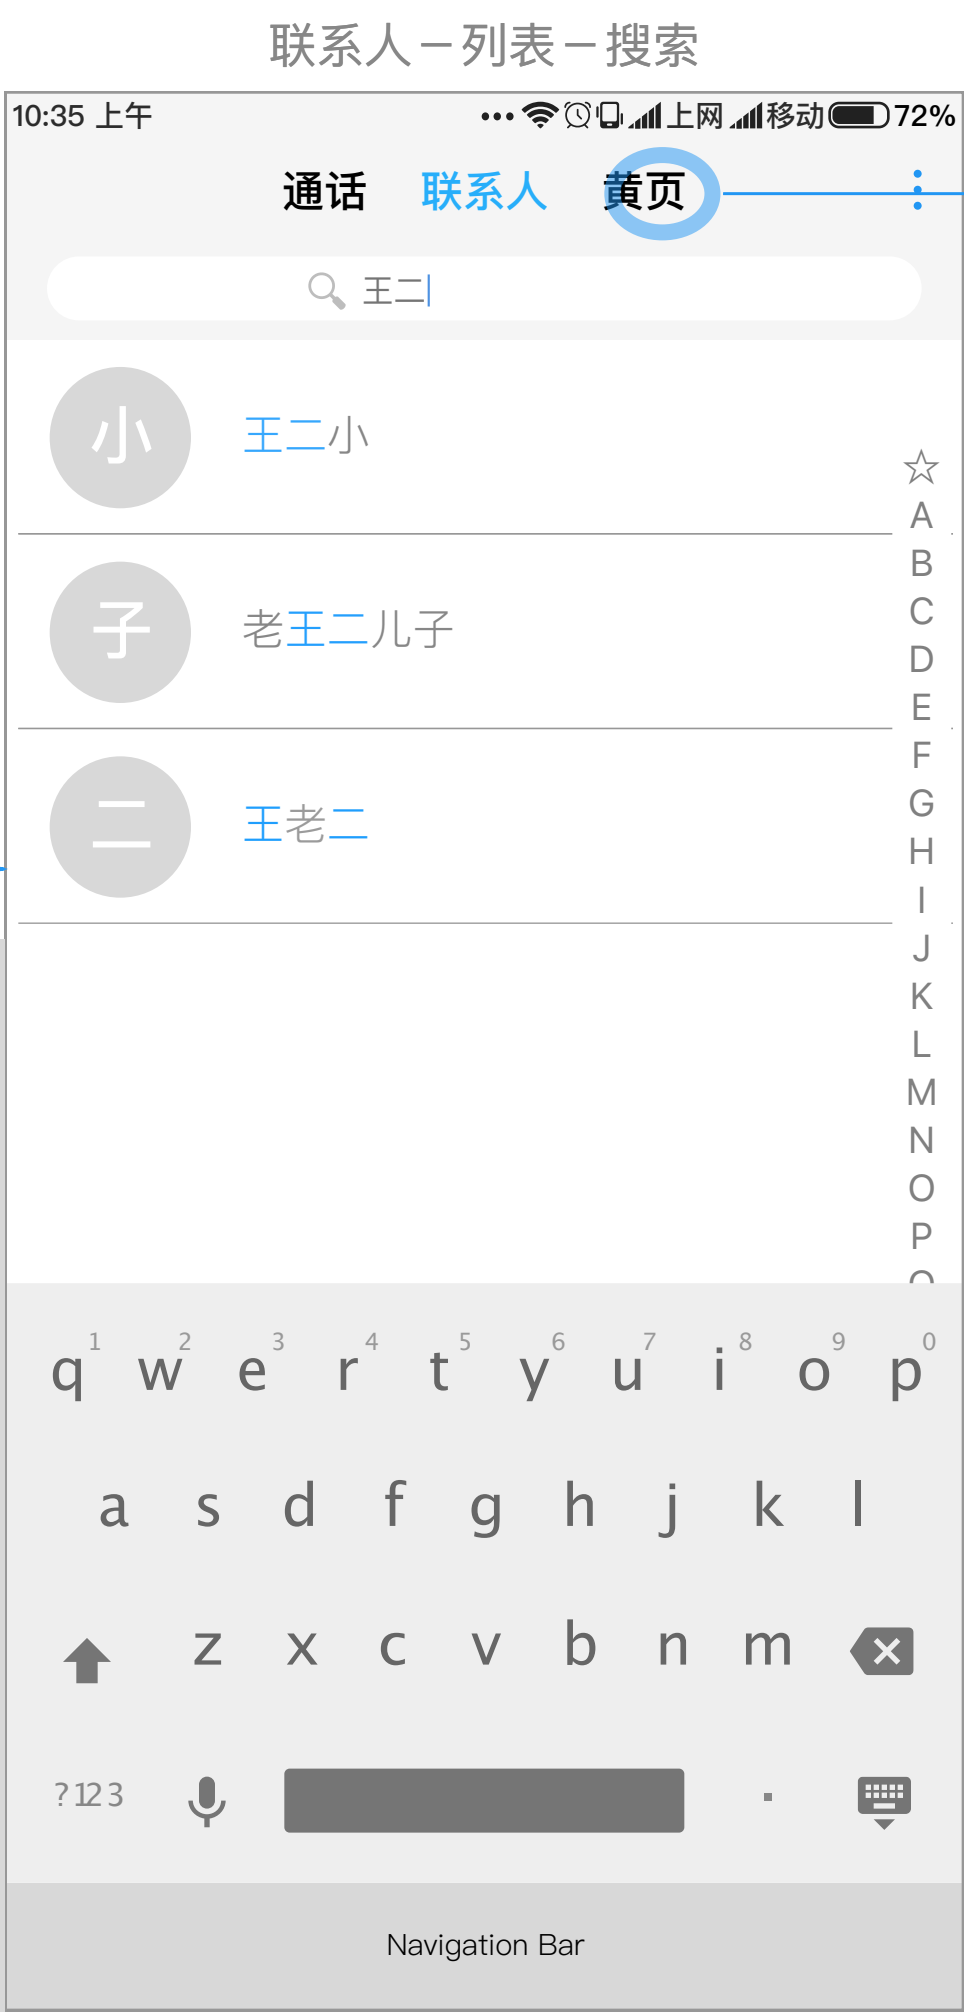 联系人－列表－搜索
10:35 上午 上网 移动 72%
通话 联系人 黄页
王二
小 王二小
子 老王二儿子
二 王老二
☆
A
B
C
D
E
F
G
H
I
J
K
L
M
N
O
P
Q
1 2 3 4 5 6 7 8 9 0
q w e r t y u i o p
a s d f g h j k l
z x c v b n m
?123 .
Navigation Bar